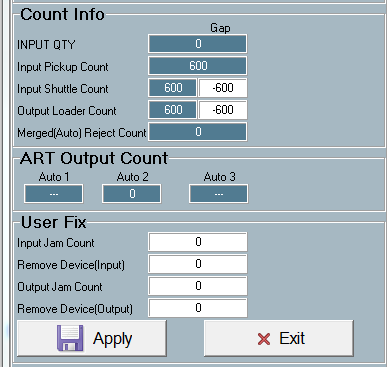 Count Info
Gap
INPUT QTY 0
Input Pickup Count 600
Input Shuttle Count 600 -600
Output Loader Count 600 -600
Merged(Auto) Reject Count 0
ART Output Count
Auto 1 Auto 2 Auto 3
--- 0 ---
User Fix
Input Jam Count 0
Remove Device(Input) 0
Output Jam Count 0
Remove Device(Output) 0
Apply Exit